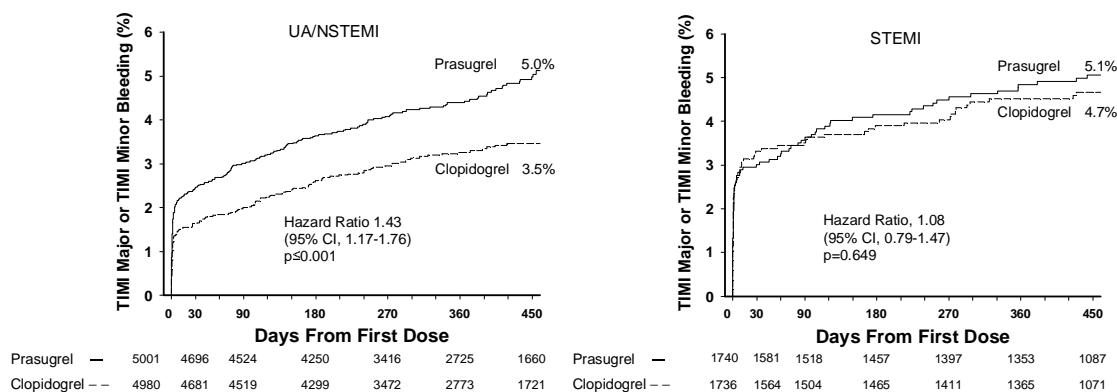 UA/NSTEMI
TIMI Major or TIMI Minor Bleeding (%)
6
5
4
3
2
1
0
Prasugrel 5.0%
Clopidogrel 3.5%
Hazard Ratio 1.43
(95% CI, 1.17-1.76)
p≤0.001
0 30 90 180 270 360 450
Days From First Dose
Prasugrel — 5001 4696 4524 4250 3416 2725 1660
Clopidogrel – – 4980 4681 4519 4299 3472 2773 1721
STEMI
TIMI Major or TIMI Minor Bleeding (%)
6
5
4
3
2
1
0
Prasugrel 5.1%
Clopidogrel 4.7%
Hazard Ratio, 1.08
(95% CI, 0.79-1.47)
p=0.649
0 30 90 180 270 360 450
Days From First Dose
Prasugrel — 1740 1581 1518 1457 1397 1353 1087
Clopidogrel – – 1736 1564 1504 1465 1411 1365 1071